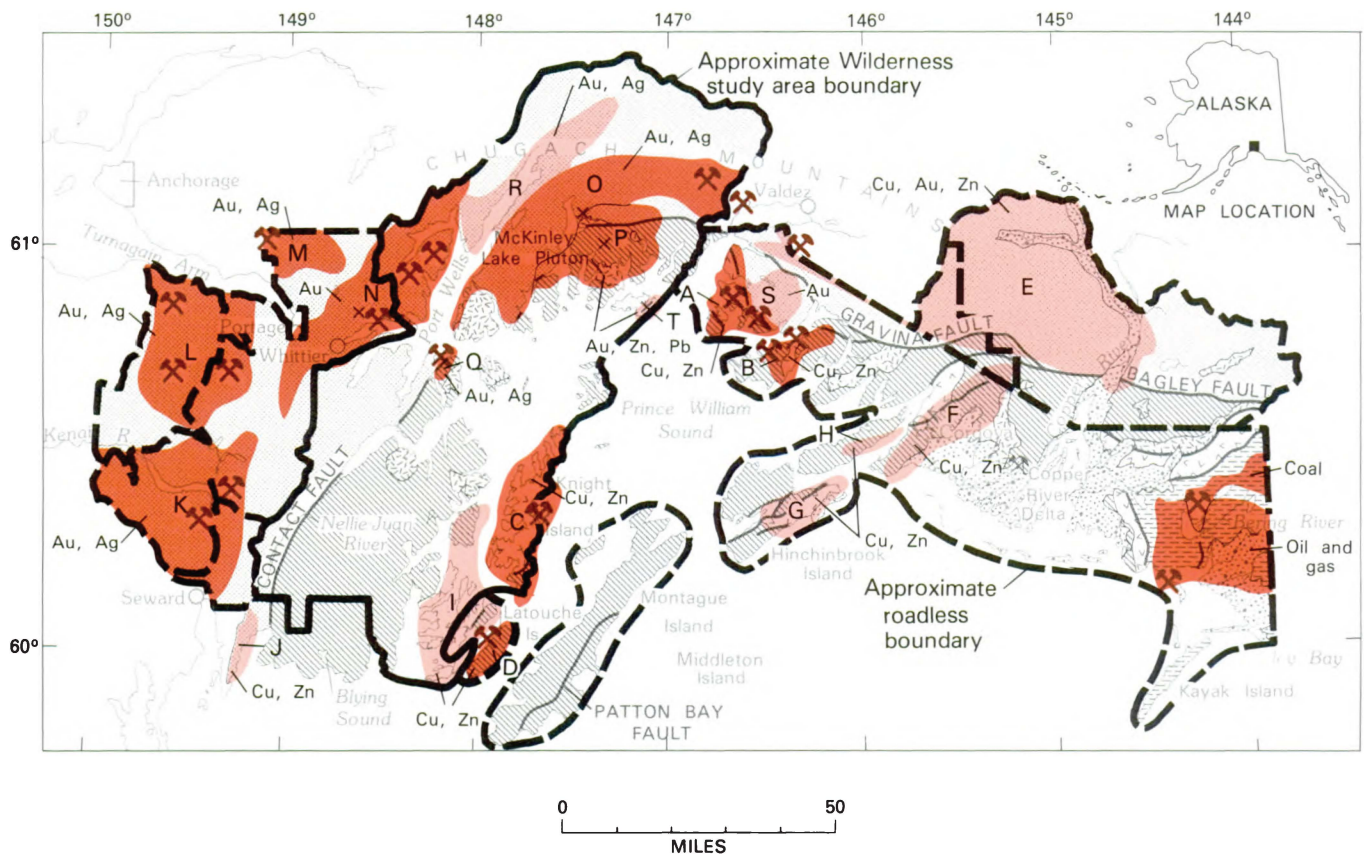 150° 149° 148° 147° 146° 145° 144°
Approximate Wilderness
study area boundary
Au, Ag
ALASKA
Au, Ag
CHUGACH MOUNTAINS
Anchorage
R
O
Valdez
Cu, Au, Zn
MAP LOCATION
Au, Ag
61°
M
McKinley
Lake Pluton
P
Turnagain Arm
Port Wells
E
Au
N
A
S
Au
Au, Ag
T
GRAVINA FAULT
Portage
L
Whittier
Au, Zn, Pb
River
Cu, Zn
B
Cu, Zn
Q
BAGLEY FAULT
Au, Ag
Prince William
Sound
F
H
Kenai R
CONTACT FAULT
Cu, Zn
Coal
Knight
Island
Cu, Zn
Copper
River
Delta
K
C
G
Nellie Juan
River
Bering River
Au, Ag
Cu, Zn
Oil and
gas
Hinchinbrook
Island
Approximate
roadless
boundary
Seward
I
Latouche
Is
Montague
Island
60°
J
D
Middleton
Island
Icy Bay
Cu, Zn
Blying
Sound
Kayak Island
Cu, Zn
PATTON BAY
FAULT
0 50
MILES